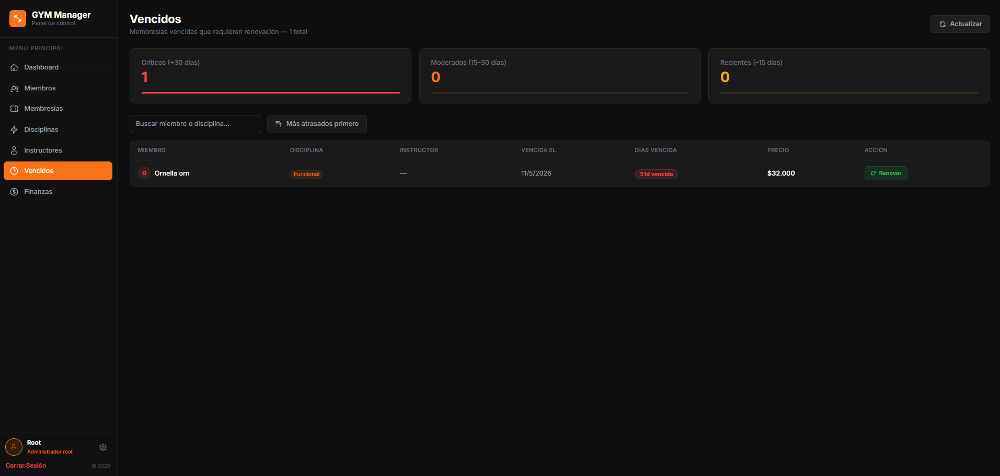 GYM Manager
Panel de control
MENÚ PRINCIPAL
Dashboard
Miembros
Membresías
Disciplinas
Instructores
Vencidos
Finanzas
Root
Administrador root
Cerrar Sesión
© 2026
Vencidos
Membresías vencidas que requieren renovación — 1 total
Actualizar
Críticos (+30 días)
1
Moderados (15–30 días)
0
Recientes (–15 días)
0
Buscar miembro o disciplina...
Más atrasados primero
MIEMBRO DISCIPLINA INSTRUCTOR VENCIDA EL DÍAS VENCIDA PRECIO ACCIÓN
O Ornella orn Funcional — 11/5/2026 51d vencida $32.000 Renovar